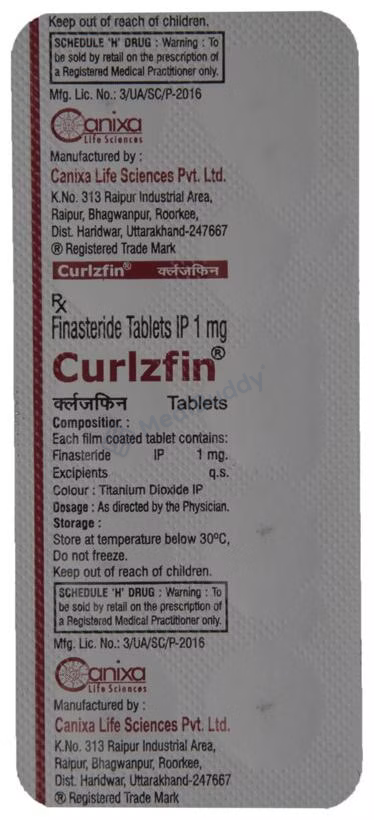 Keep out of reach of children.
SCHEDULE 'H' DRUG : Warning : To
be sold by retail on the prescription of
a Registered Medical Practitioner only.
Mfg. Lic. No.: 3/UA/SC/P-2016
Canixa
Life Sciences
Manufactured by :
Canixa Life Sciences Pvt. Ltd.
K.No. 313 Raipur Industrial Area,
Raipur, Bhagwanpur, Roorkee,
Dist. Haridwar, Uttarakhand-247667
® Registered Trade Mark
Curlzfin® क्लंजफिन
Rx
Finasteride Tablets IP 1 mg
Curlzfin®
क्लंजफिन Tablets
Composition :
Each film coated tablet contains:
Finasteride IP 1 mg.
Excipients q.s.
Colour : Titanium Dioxide IP
Dosage : As directed by the Physician.
Storage :
Store at temperature below 30ºC,
Do not freeze.
Keep out of reach of children.
SCHEDULE 'H' DRUG : Warning : To
be sold by retail on the prescription of
a Registered Medical Practitioner only.
Mfg. Lic. No.: 3/UA/SC/P-2016
Canixa
Life Sciences
Manufactured by :
Canixa Life Sciences Pvt. Ltd.
K.No. 313 Raipur Industrial Area,
Raipur, Bhagwanpur, Roorkee,
Dist. Haridwar, Uttarakhand-247667
® Registered Trade Mark